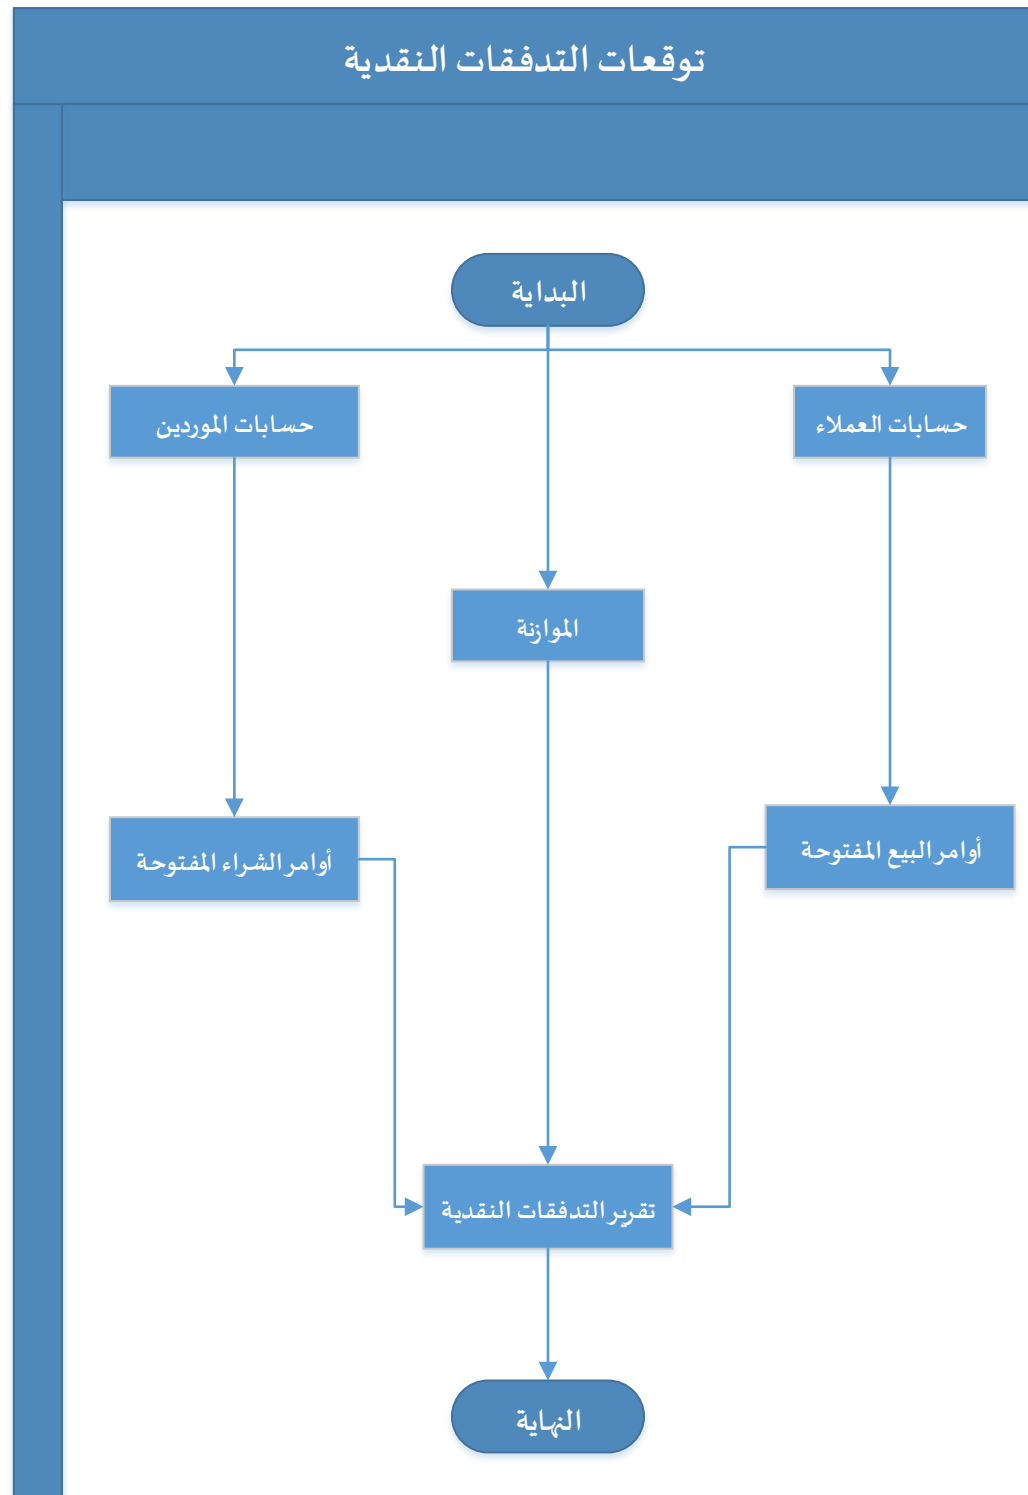 توقعات التدفقات النقدية
البداية
حسابات العملاء
حسابات الموردين
الموازنة
أوامر البيع المفتوحة
أوامر الشراء المفتوحة
تقرير التدفقات النقدية
النهاية